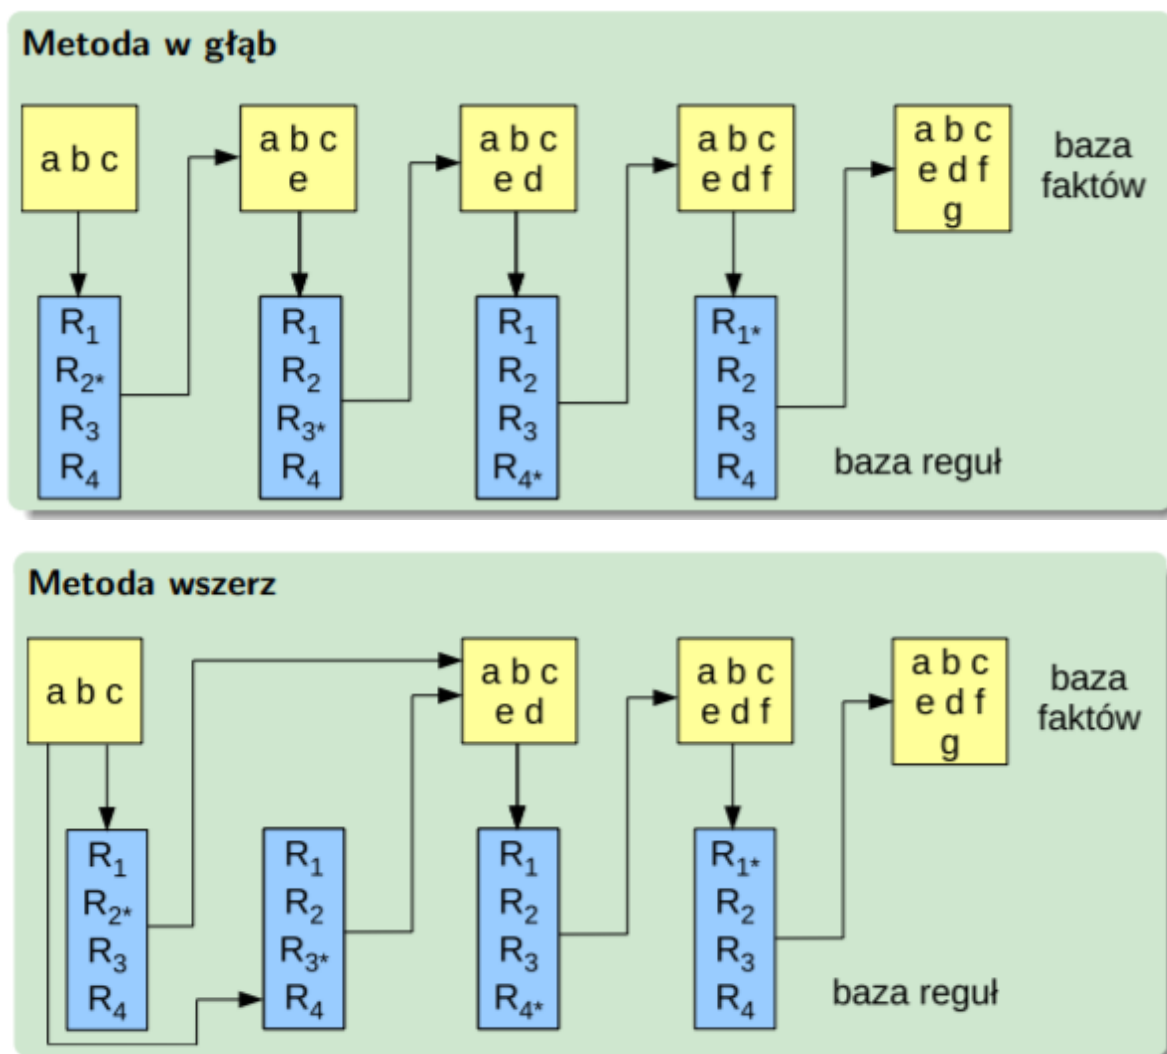 Metoda w głąb
a b c
a b c
e
a b c
e d
a b c
e d f
a b c
e d f
g
baza
faktów
R1
R2*
R3
R4
R1
R2
R3*
R4
R1
R2
R3
R4*
R1*
R2
R3
R4
baza reguł
Metoda wszerz
a b c
a b c
e d
a b c
e d f
a b c
e d f
g
baza
faktów
R1
R2*
R3
R4
R1
R2
R3*
R4
R1
R2
R3
R4*
R1*
R2
R3
R4
baza reguł